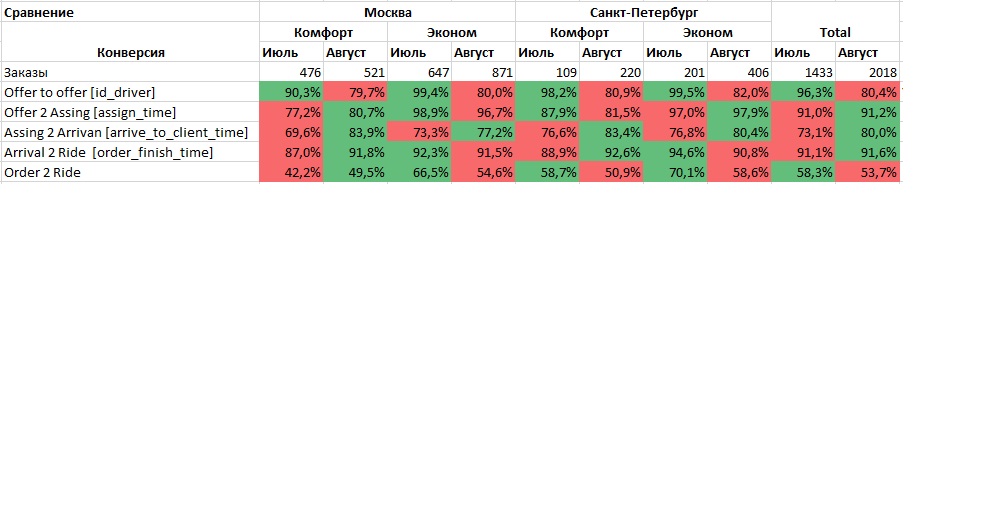 Сравнение Москва Санкт-Петербург
Комфорт Эконом Комфорт Эконом Total
Конверсия Июль Август Июль Август Июль Август Июль Август Июль Август
Заказы 476 521 647 871 109 220 201 406 1433 2018
Offer to offer [id_driver] 90,3% 79,7% 99,4% 80,0% 98,2% 80,9% 99,5% 82,0% 96,3% 80,4%
Offer 2 Assing [assign_time] 77,2% 80,7% 98,9% 96,7% 87,9% 81,5% 97,0% 97,9% 91,0% 91,2%
Assing 2 Arrivan [arrive_to_client_time] 69,6% 83,9% 73,3% 77,2% 76,6% 83,4% 76,8% 80,4% 73,1% 80,0%
Arrival 2 Ride [order_finish_time] 87,0% 91,8% 92,3% 91,5% 88,9% 92,6% 94,6% 90,8% 91,1% 91,6%
Order 2 Ride 42,2% 49,5% 66,5% 54,6% 58,7% 50,9% 70,1% 58,6% 58,3% 53,7%